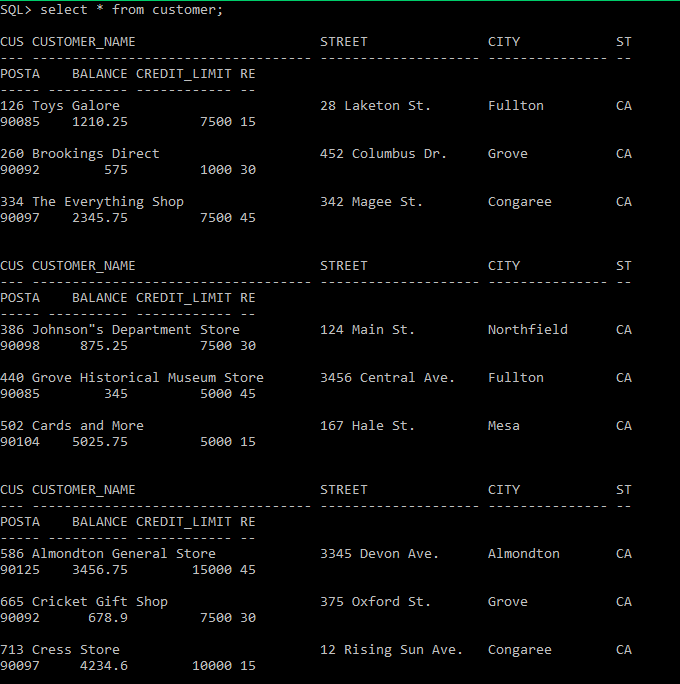 SQL> select * from customer;
CUS CUSTOMER_NAME                       STREET               CITY            ST
--- ----------------------------------- -------------------- --------------- --
POSTA    BALANCE CREDIT_LIMIT RE
----- ---------- ------------ --
126 Toys Galore                         28 Laketon St.       Fullton         CA
90085    1210.25         7500 15
260 Brookings Direct                    452 Columbus Dr.     Grove           CA
90092        575         1000 30
334 The Everything Shop                 342 Magee St.        Congaree        CA
90097    2345.75         7500 45
CUS CUSTOMER_NAME                       STREET               CITY            ST
--- ----------------------------------- -------------------- --------------- --
POSTA    BALANCE CREDIT_LIMIT RE
----- ---------- ------------ --
386 Johnson"s Department Store          124 Main St.         Northfield      CA
90098     875.25         7500 30
440 Grove Historical Museum Store       3456 Central Ave.    Fullton         CA
90085        345         5000 45
502 Cards and More                      167 Hale St.         Mesa            CA
90104    5025.75         5000 15
CUS CUSTOMER_NAME                       STREET               CITY            ST
--- ----------------------------------- -------------------- --------------- --
POSTA    BALANCE CREDIT_LIMIT RE
----- ---------- ------------ --
586 Almondton General Store             3345 Devon Ave.      Almondton       CA
90125    3456.75        15000 45
665 Cricket Gift Shop                   375 Oxford St.       Grove           CA
90092      678.9         7500 30
713 Cress Store                         12 Rising Sun Ave.   Congaree        CA
90097     4234.6        10000 15